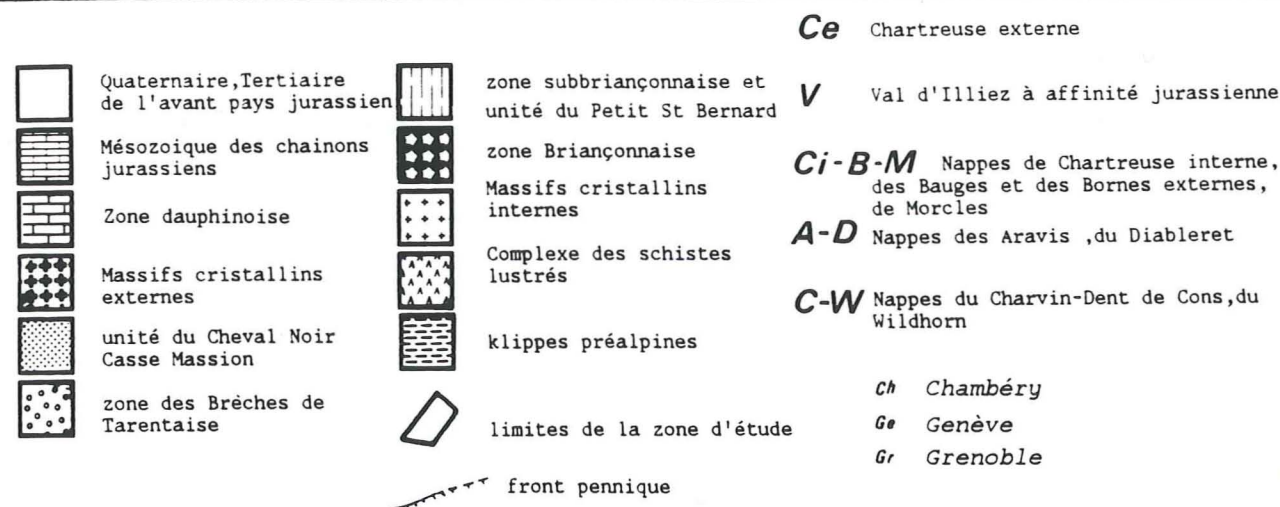 Quaternaire,Tertiaire
de l'avant pays jurassien
Mésozoique des chainons
jurassiens
Zone dauphinoise
Massifs cristallins
externes
unité du Cheval Noir
Casse Massion
zone des Brèches de
Tarentaise
zone subbriançonnaise et
unité du Petit St Bernard
zone Briançonnaise
Massifs cristallins
internes
Complexe des schistes
lustrés
klippes préalpines
limites de la zone d'étude
front pennique
Ce Chartreuse externe
V Val d'Illiez à affinité jurassienne
Ci-B-M Nappes de Chartreuse interne,
des Bauges et des Bornes externes,
de Morcles
A-D Nappes des Aravis ,du Diableret
C-W Nappes du Charvin-Dent de Cons,du
Wildhorn
Ch Chambéry
Ge Genève
Gr Grenoble